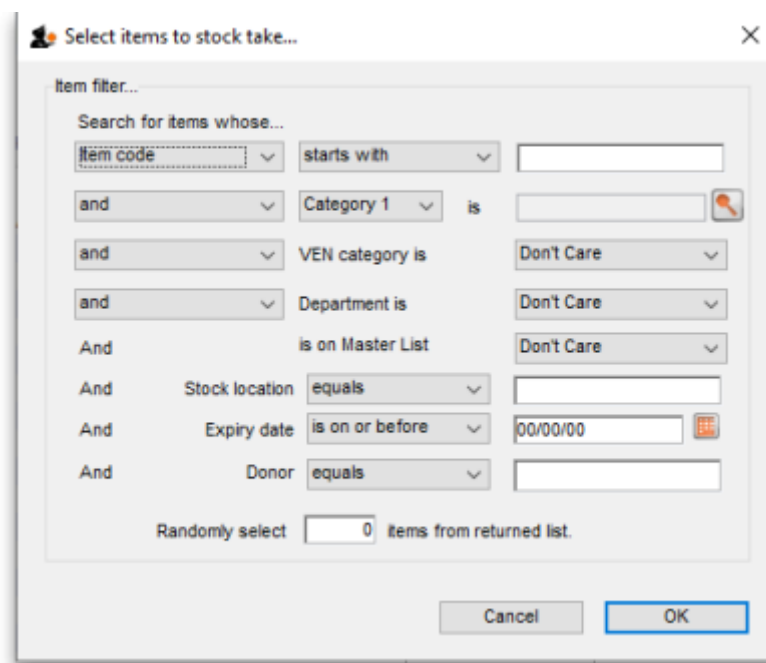 Select items to stock take...
Item filter...
Search for items whose...
Item code starts with
and Category 1 is
and VEN category is Don't Care
and Department is Don't Care
And is on Master List Don't Care
And Stock location equals
And Expiry date is on or before 00/00/00
And Donor equals
Randomly select 0 items from returned list.
Cancel OK